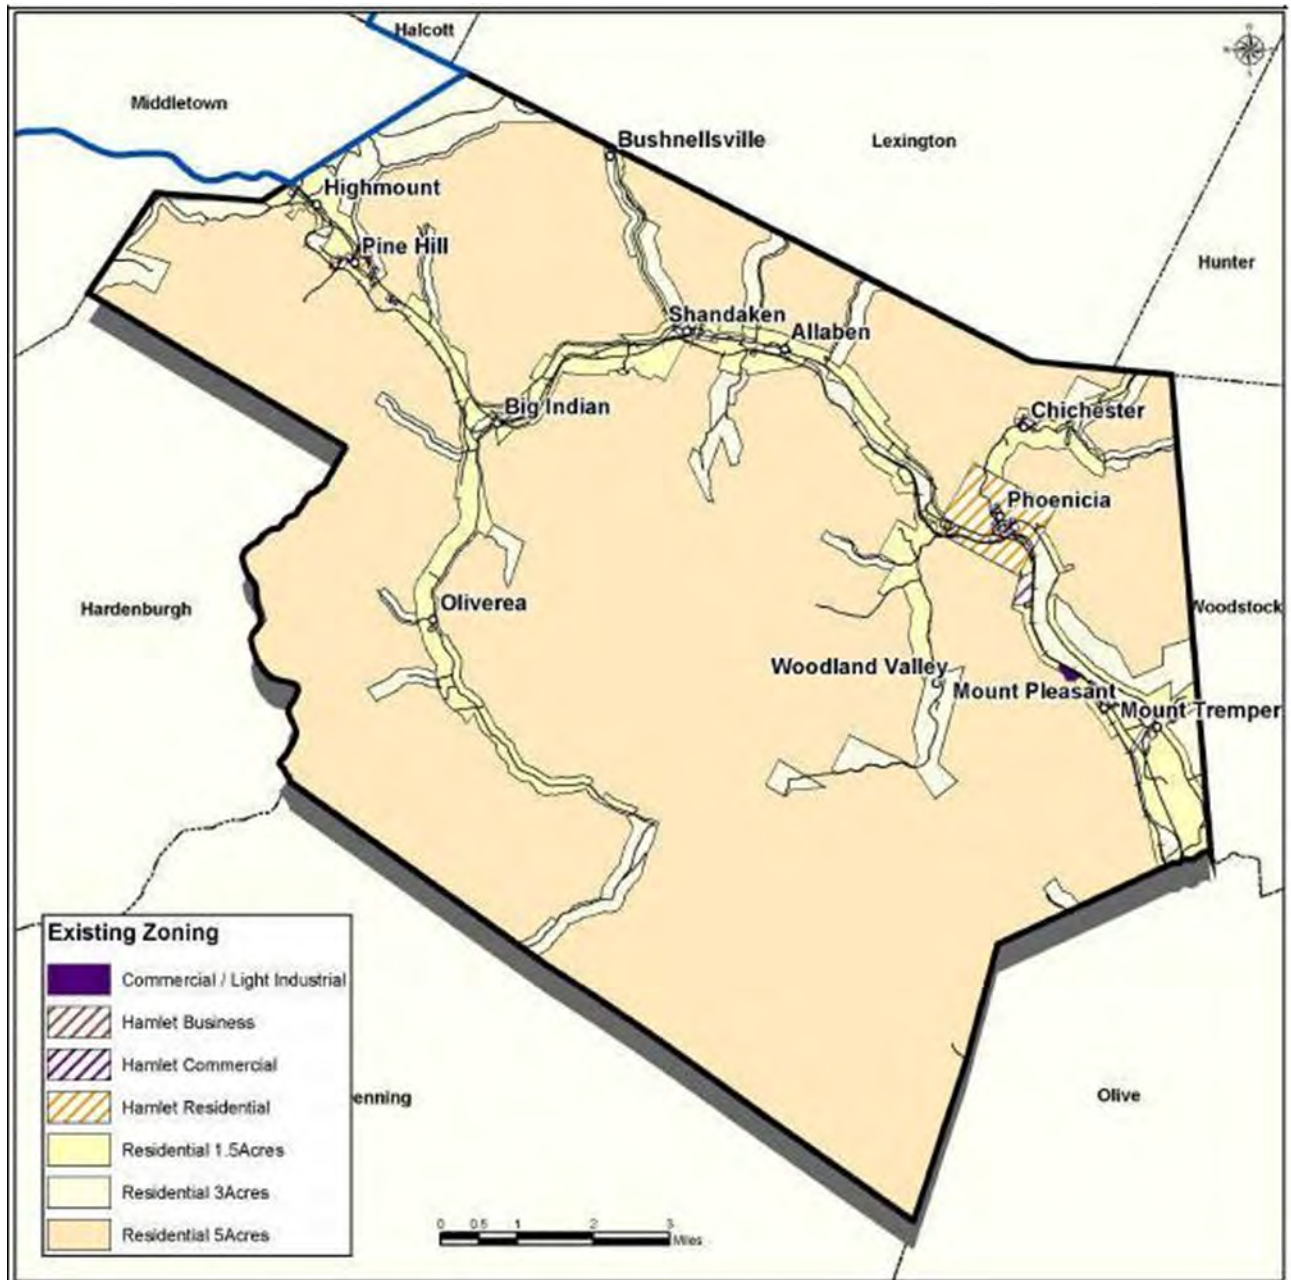 Halcott
Middletown
Bushnellsville
Lexington
Highmount
Pine Hill
Hunter
Shandaken
Allaben
Big Indian
Chichester
Phoenicia
Hardenburgh
Oliverea
Woodstock
Woodland Valley
Mount Pleasant
Mount Tremper
Existing Zoning
Commercial / Light Industrial
Hamlet Business
Hamlet Commercial
Hamlet Residential
Residential 1.5Acres
Residential 3Acres
Residential 5Acres
enning
Olive
0 0.5 1 2 3
Miles